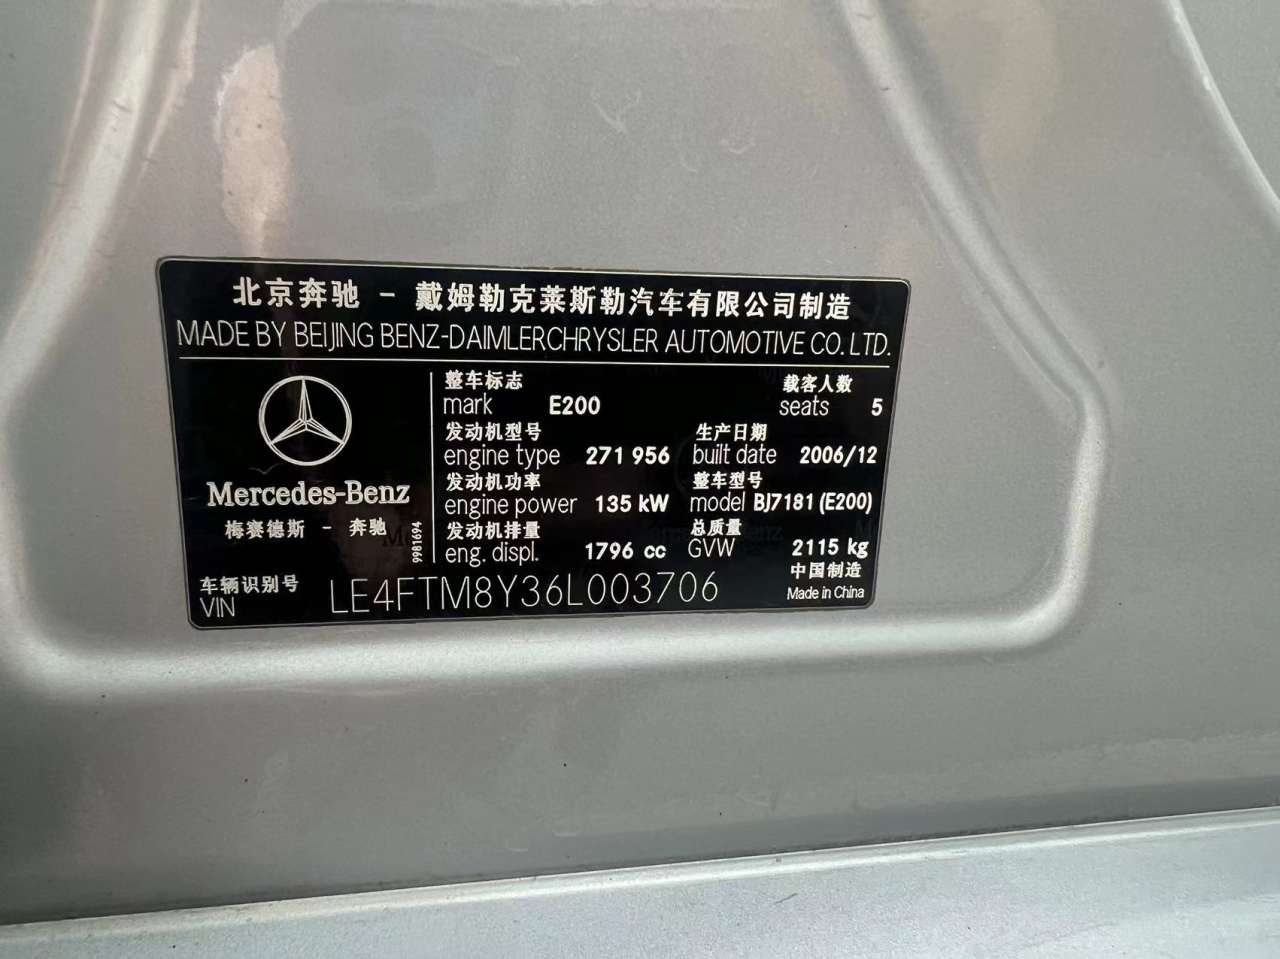 北京奔驰 - 戴姆勒克莱斯勒汽车有限公司制造
MADE BY BEIJING BENZ-DAIMLERCHRYSLER AUTOMOTIVE CO. LTD.
Mercedes-Benz
梅赛德斯 - 奔驰
9981694
整车标志 载客人数
mark E200 seats 5
发动机型号 生产日期
engine type 271 956 built date 2006/12
发动机功率 整车型号
engine power 135 kW model BJ7181 (E200)
发动机排量 总质量
eng. displ. 1796 cc GVW 2115 kg
车辆识别号 中国制造
VIN LE4FTM8Y36L003706 Made in China